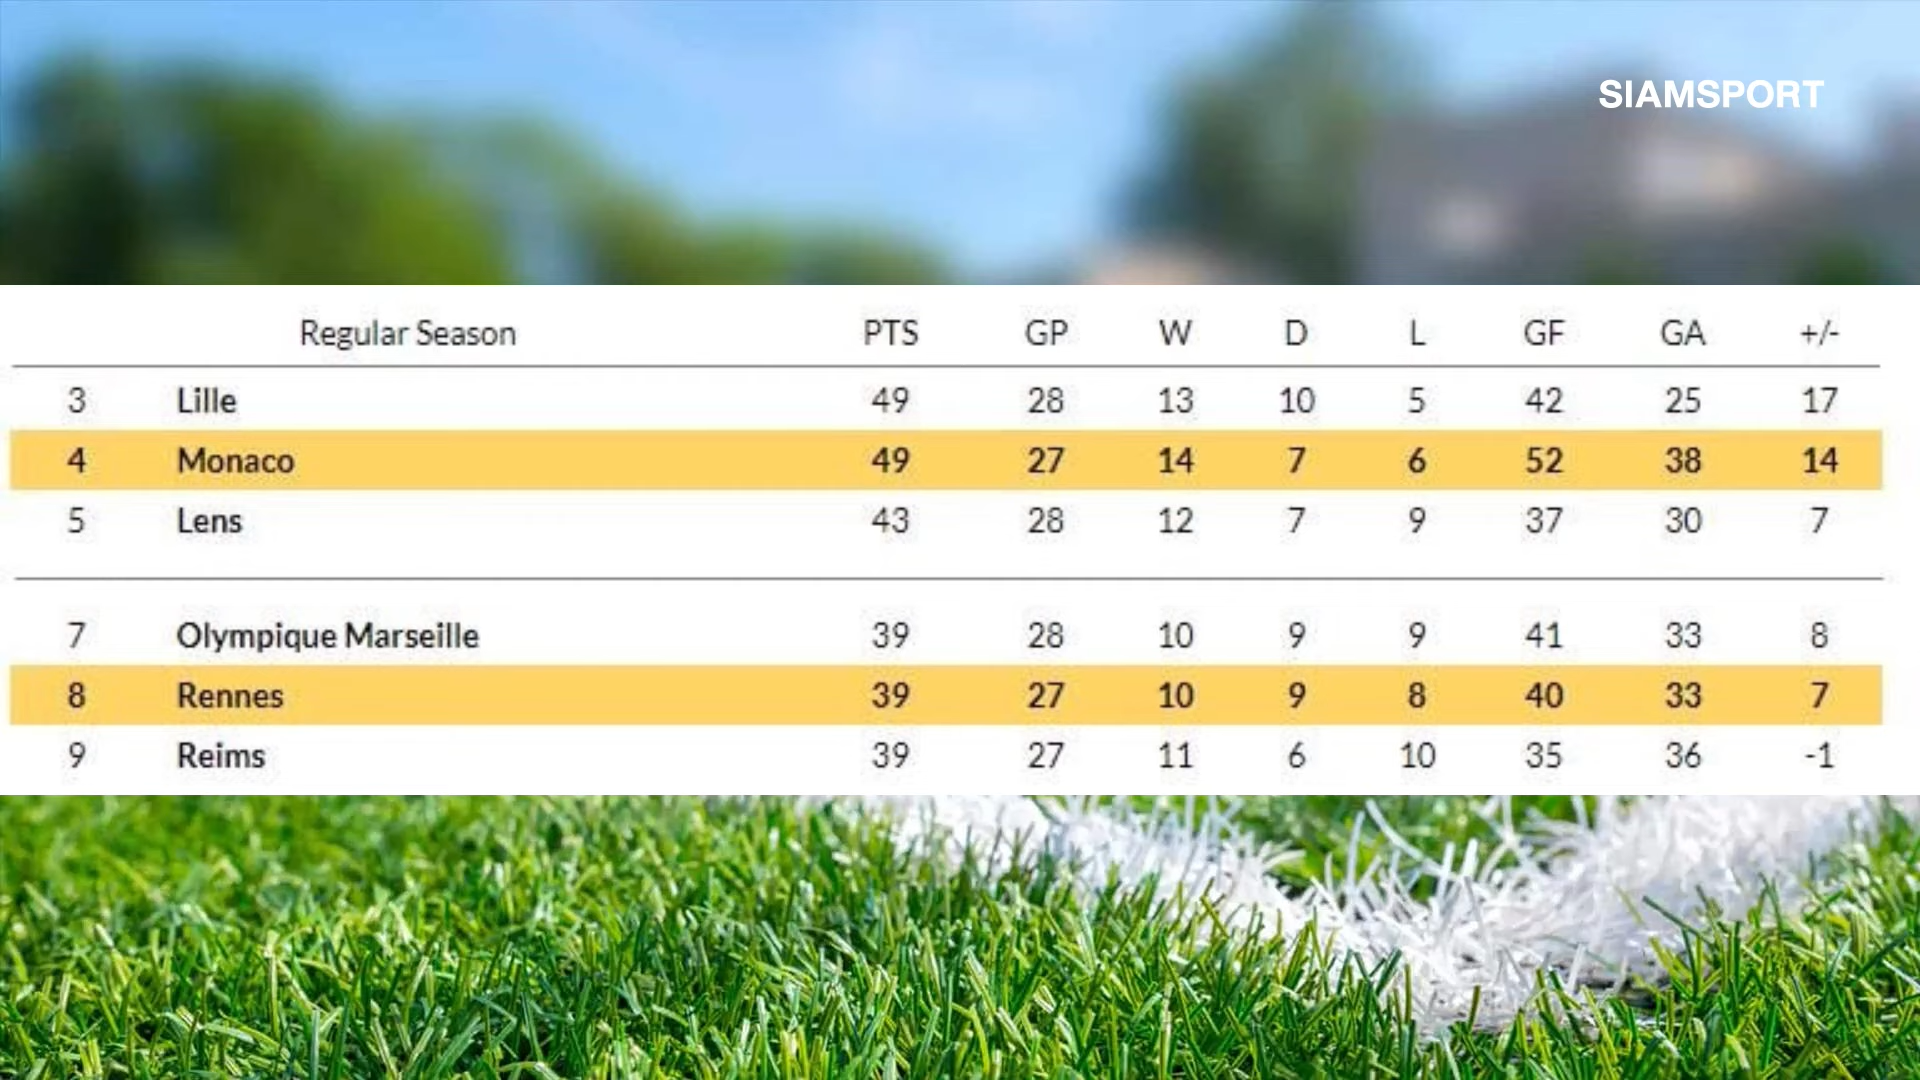 SIAMSPORT
Regular Season PTS GP W D L GF GA +/-
3 Lille 49 28 13 10 5 42 25 17
4 Monaco 49 27 14 7 6 52 38 14
5 Lens 43 28 12 7 9 37 30 7
7 Olympique Marseille 39 28 10 9 9 41 33 8
8 Rennes 39 27 10 9 8 40 33 7
9 Reims 39 27 11 6 10 35 36 -1